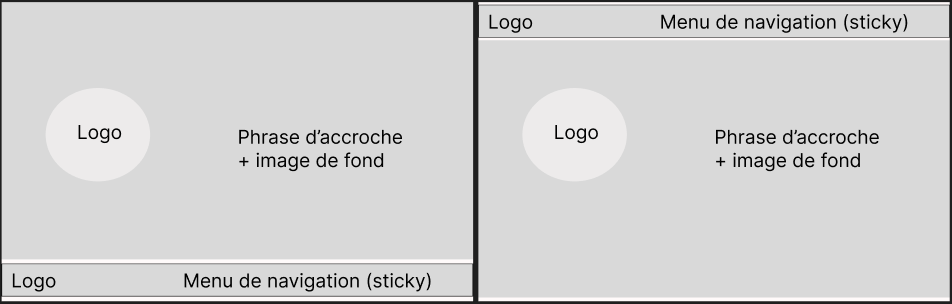 Logo
Phrase d’accroche
+ image de fond
Logo Menu de navigation (sticky)
Logo Menu de navigation (sticky)
Logo
Phrase d’accroche
+ image de fond